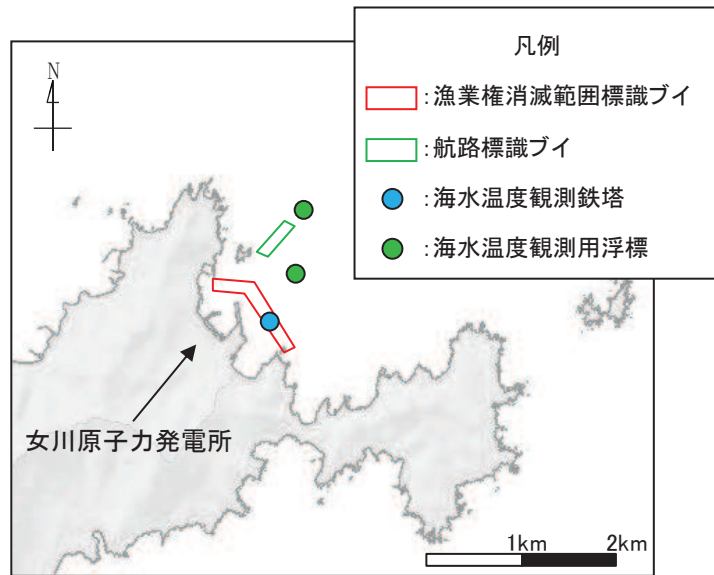 凡例
:漁業権消滅範囲標識ブイ
:航路標識ブイ
:海水温度観測鉄塔
:海水温度観測用浮標
N
女川原子力発電所
1km 2km